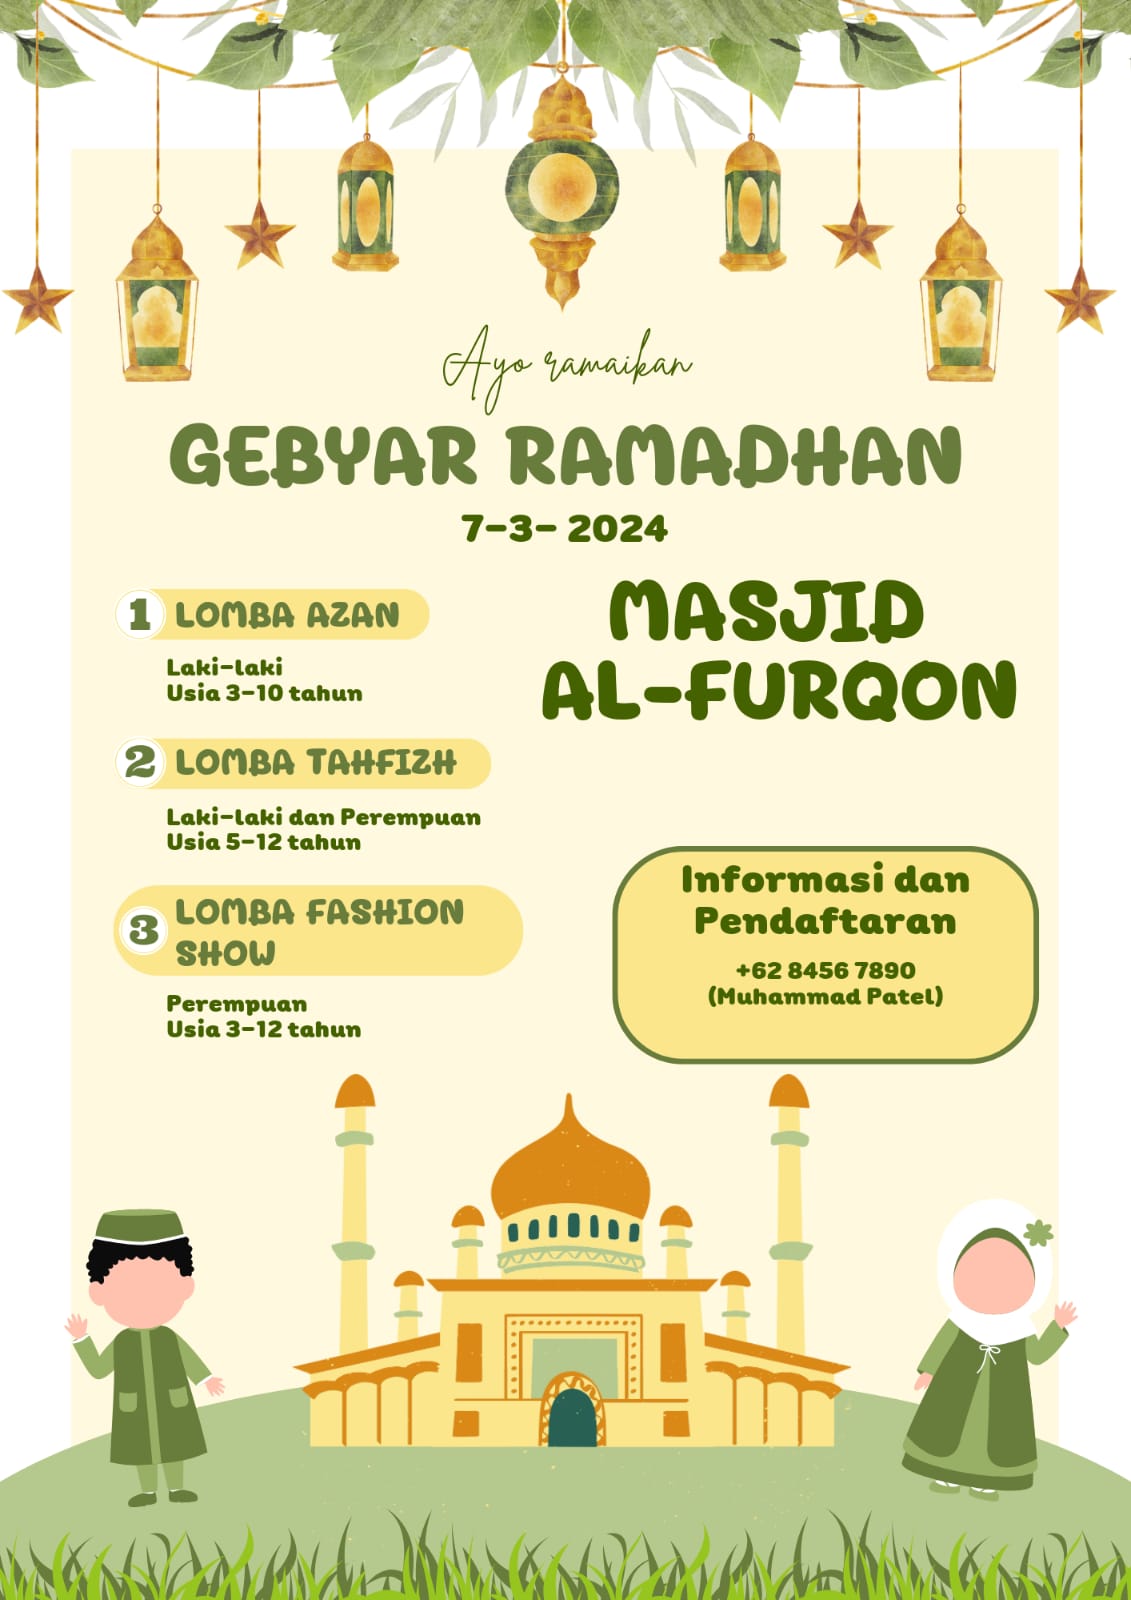 Ayo ramaikan
GEBYAR RAMADHAN
7-3- 2024
MASJID
AL-FURQON
1 LOMBA AZAN
Laki-laki
Usia 3-10 tahun
2 LOMBA TAHFIZH
Laki-laki dan Perempuan
Usia 5-12 tahun
3 LOMBA FASHION
SHOW
Perempuan
Usia 3-12 tahun
Informasi dan
Pendaftaran
+62 8456 7890
(Muhammad Patel)